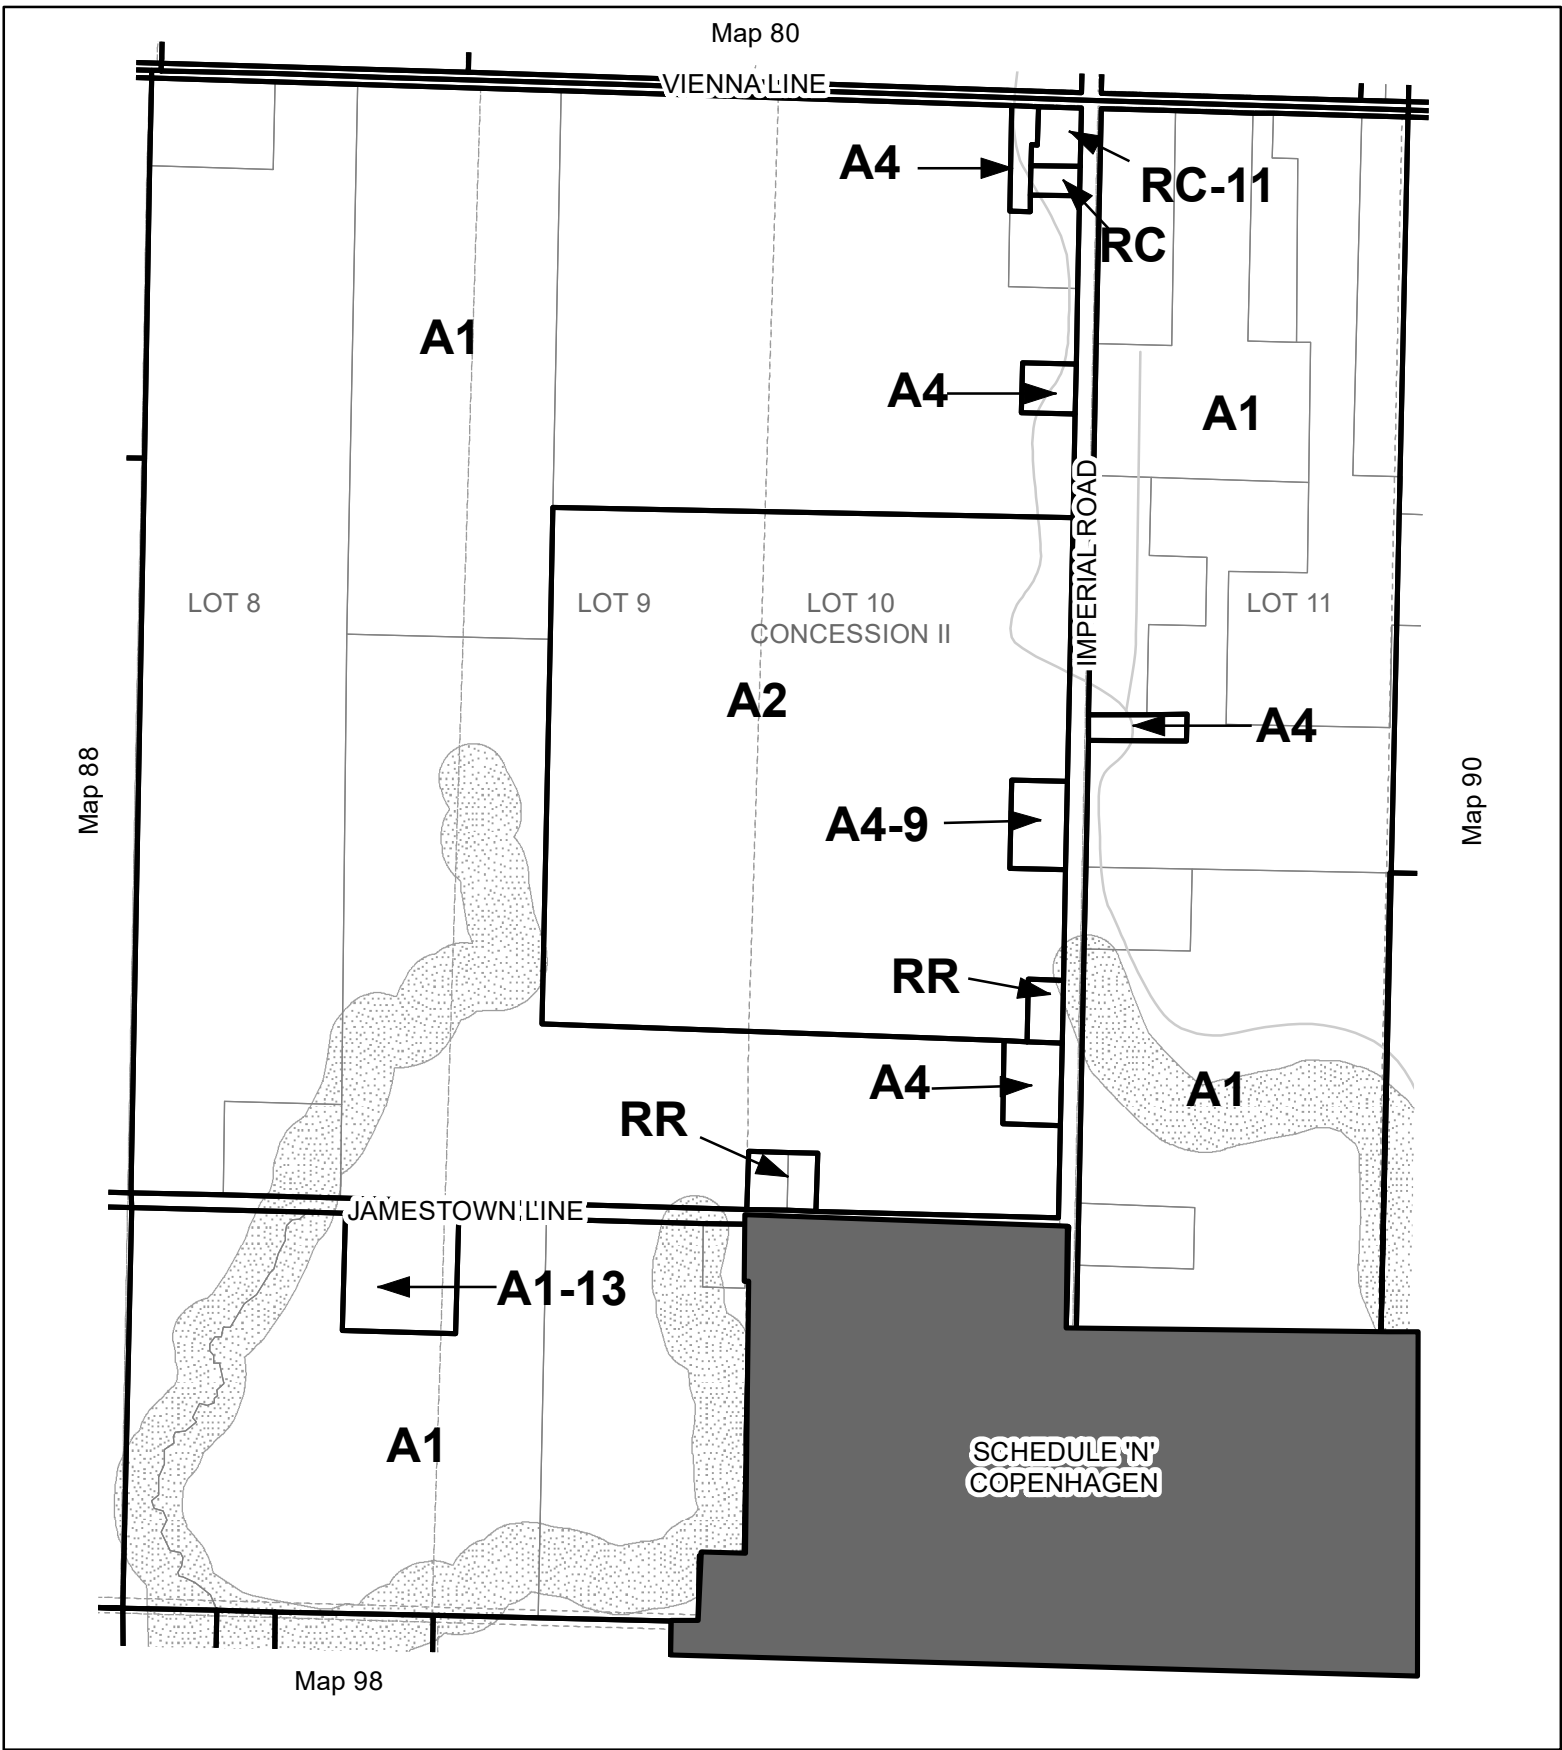 Map 80
VIENNA LINE
A4
RC-11
RC
A1
A4
A1
IMPERIAL ROAD
LOT 8
LOT 9
LOT 10
CONCESSION II
LOT 11
A2
A4
Map 88
Map 90
A4-9
RR
A4
A1
RR
JAMESTOWN LINE
A1-13
A1
SCHEDULE 'N'
COPENHAGEN
Map 98